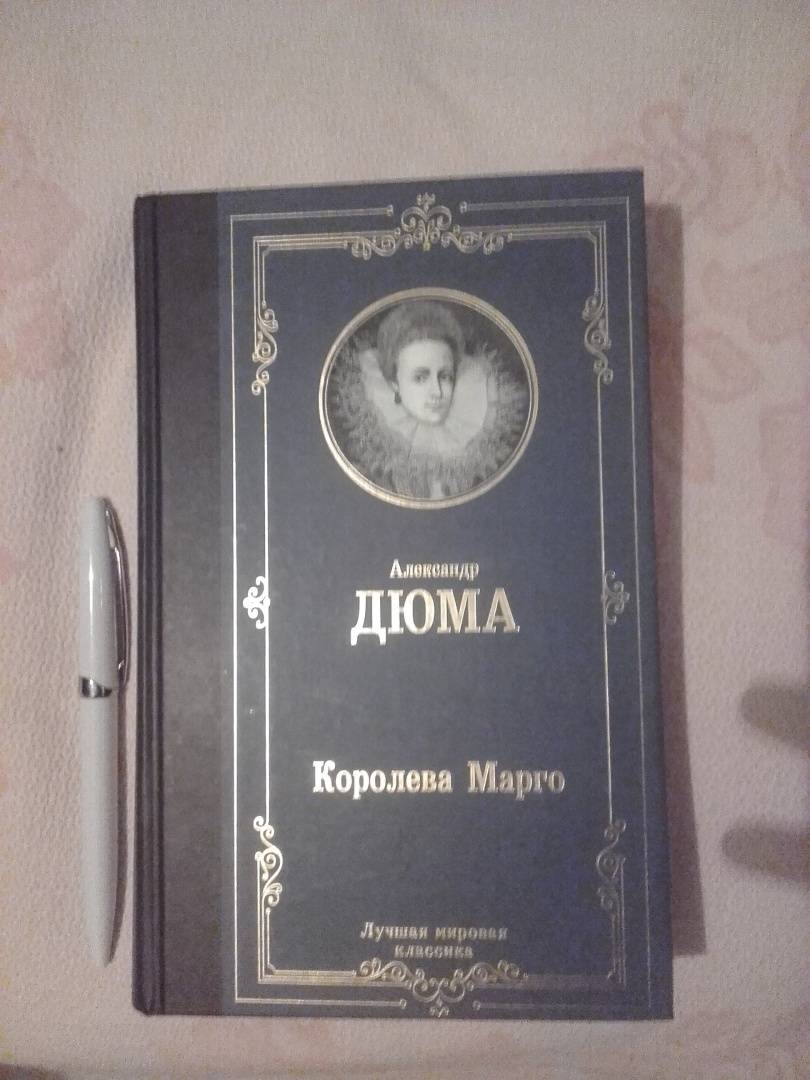 Александр
ДЮМА
Королева Марго
Лучшая мировая
классика